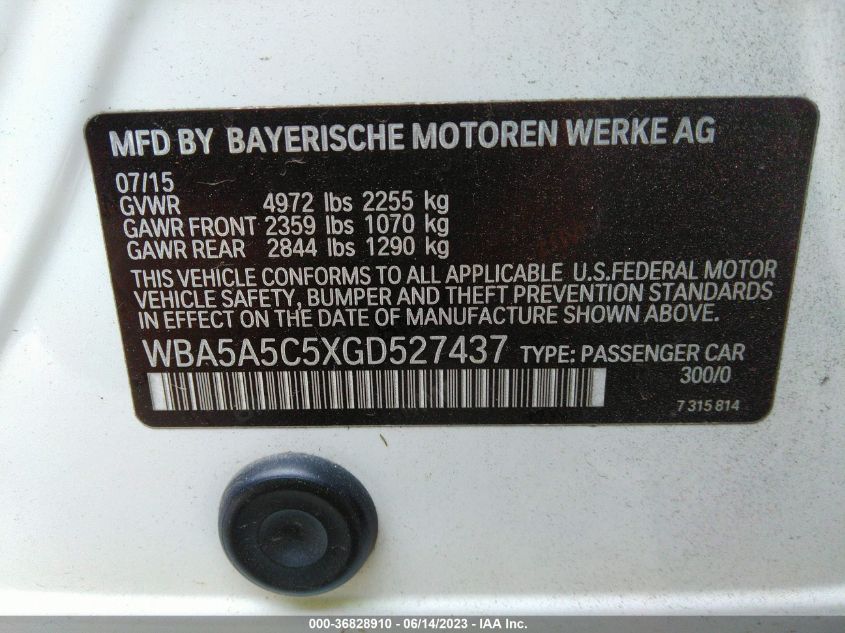 MFD BY BAYERISCHE MOTOREN WERKE AG
07/15
GVWR 4972 lbs 2255 kg
GAWR FRONT 2359 lbs 1070 kg
GAWR REAR 2844 lbs 1290 kg
THIS VEHICLE CONFORMS TO ALL APPLICABLE U.S.FEDERAL MOTOR
VEHICLE SAFETY, BUMPER AND THEFT PREVENTION STANDARDS
IN EFFECT ON THE DATE OF MANUFACTURE SHOWN ABOVE.
WBA5A5C5XGD527437 TYPE: PASSENGER CAR
300/0
7 315 814
000-36828910 / 06/14/2023 - IAA Inc.